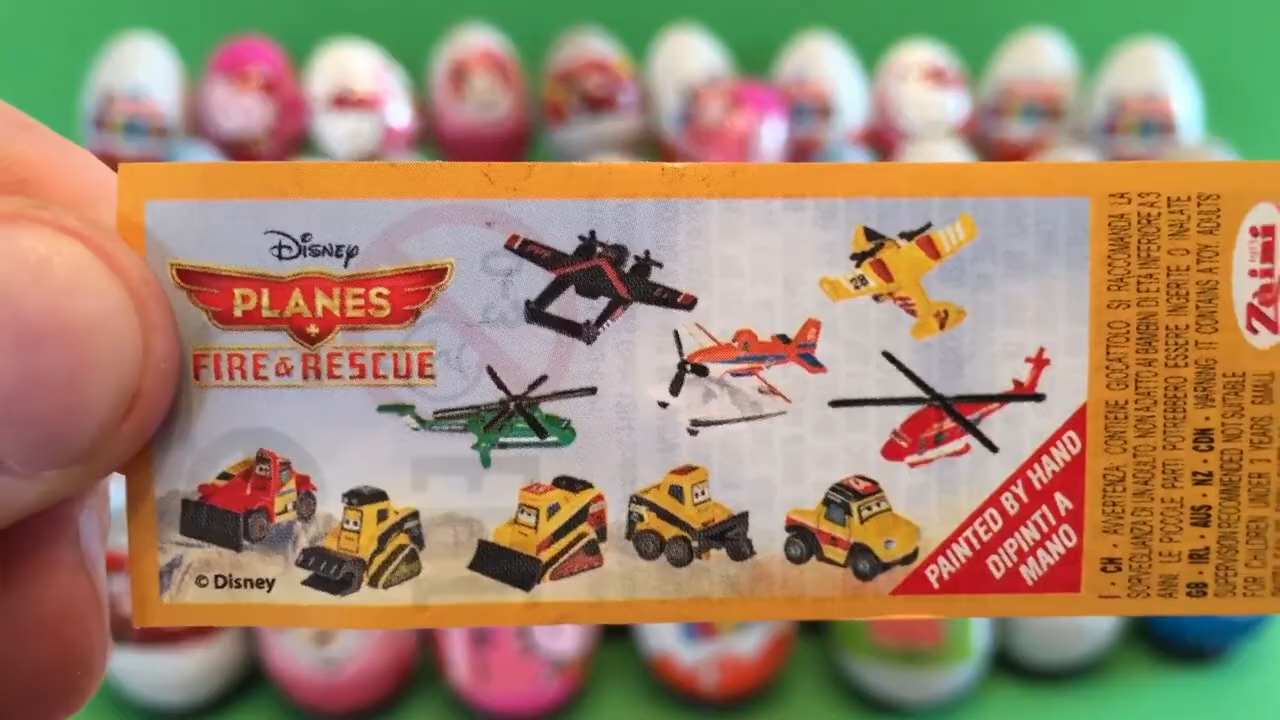 DISNEY
PLANES
FIRE & RESCUE
28
© Disney
PAINTED BY HAND
DIPINTI A
MANO
I - CH - AVVERTENZA: CONTIENE GIOCATTOLO. SI RACCOMANDA LA
SORVEGLIANZA DI UN ADULTO. NON ADATTO A BAMBINI DI ETÀ INFERIORE A 3
ANNI. LE PICCOLE PARTI POTREBBERO ESSERE INGERITE O INALATE
GB - IRL - AUS - NZ - CDN - WARNING: IT CONTAINS A TOY. ADULTS
SUPERVISION RECOMMENDED. NOT SUITABLE
FOR CHILDREN UNDER 3 YEARS. SMALL
Zaini